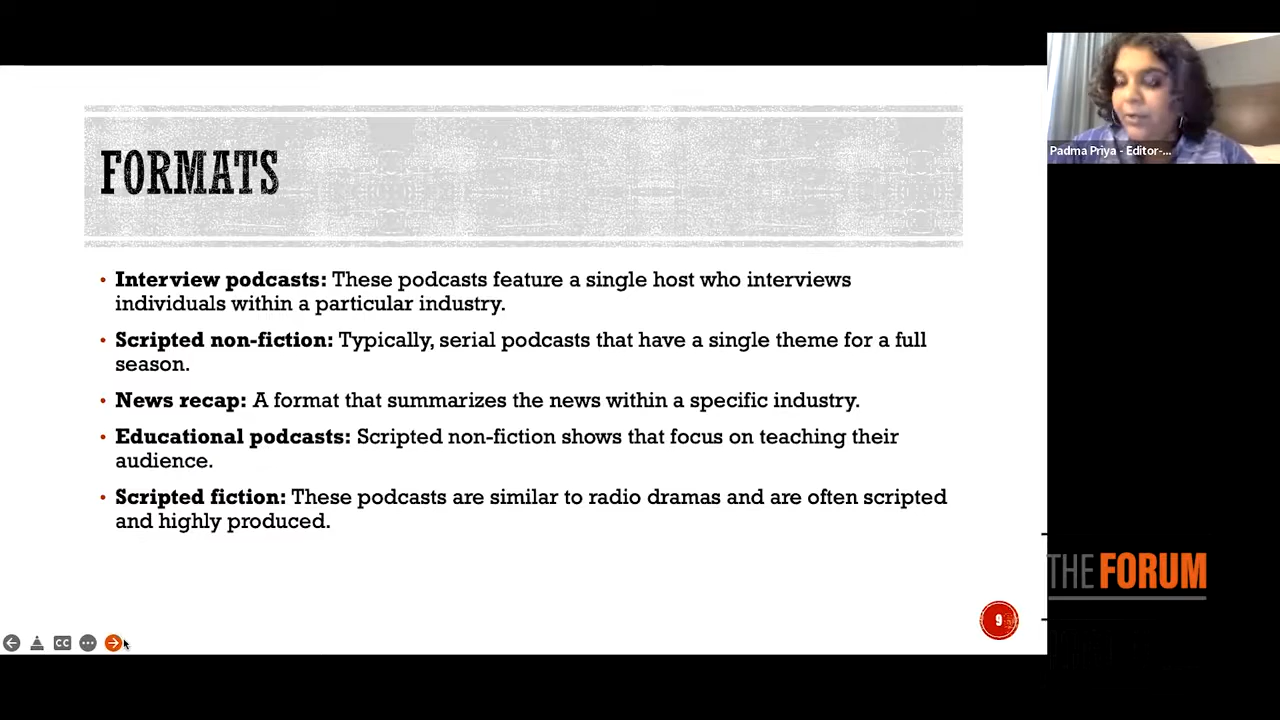 FORMATS
• Interview podcasts: These podcasts feature a single host who interviews
individuals within a particular industry.
• Scripted non-fiction: Typically, serial podcasts that have a single theme for a full
season.
• News recap: A format that summarizes the news within a specific industry.
• Educational podcasts: Scripted non-fiction shows that focus on teaching their
audience.
• Scripted fiction: These podcasts are similar to radio dramas and are often scripted
and highly produced.
9
CC
Padma Priya - Editor-...
THE FORUM